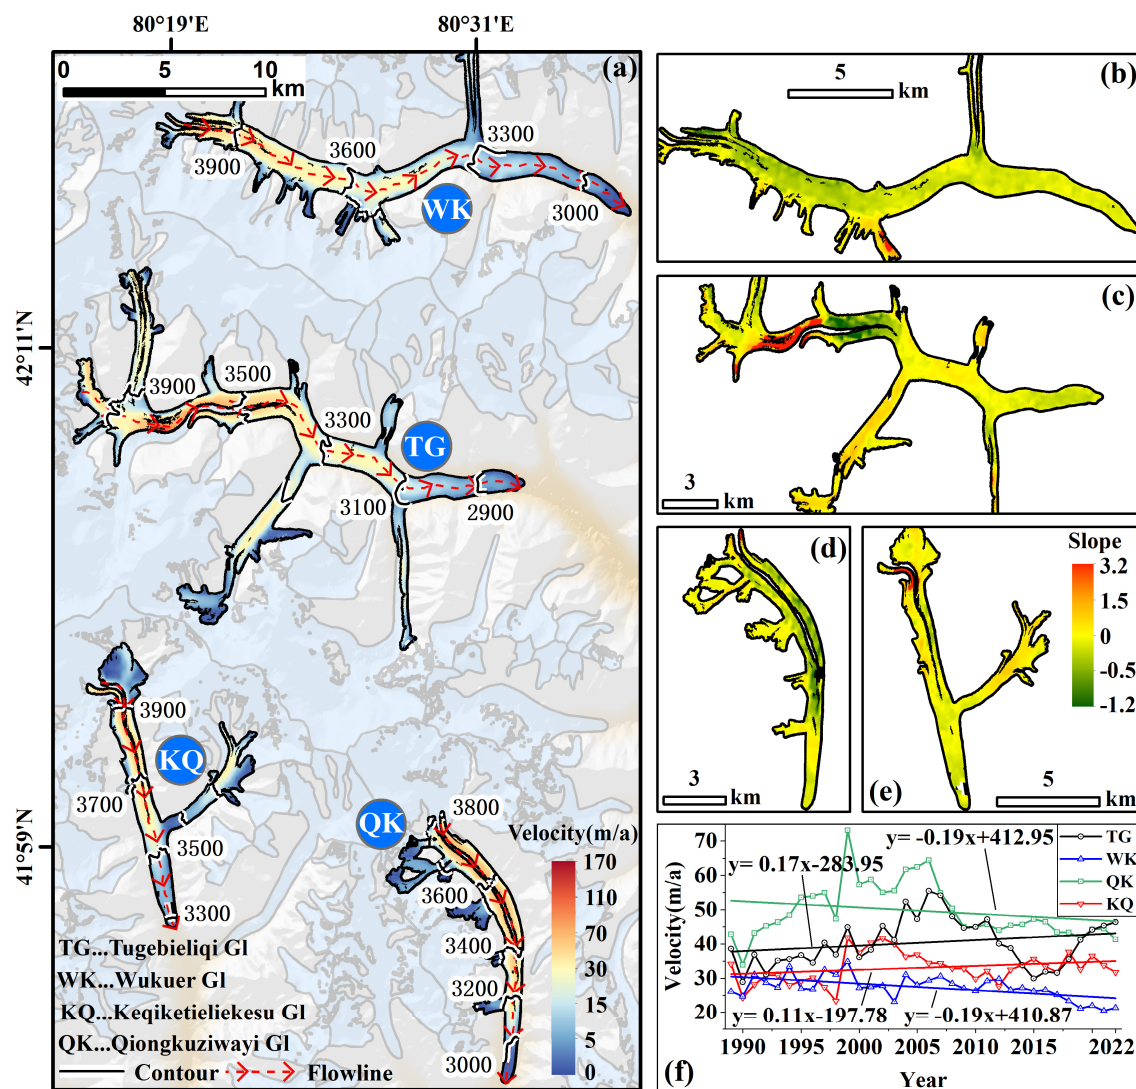 80°19'E
80°31'E
42°11'N
41°59'N
0 5 10
km
(a)
3900
3600
3300
3000
WK
3900
3500
3300
3100
2900
TG
3900
3700
3500
3300
KQ
QK
3800
3600
3400
3200
3000
Velocity(m/a)
170
110
70
30
15
5
0
TG...Tugebieliqi Gl
WK...Wukuer Gl
KQ...Keqiketieliekesu Gl
QK...Qiongkuziwayi Gl
Contour
Flowline
(b)
5
km
(c)
3
km
(d)
3
km
(e)
5
km
Slope
3.2
1.5
0
-0.5
-1.2
(f)
Velocity(m/a)
70
60
50
40
30
20
y= -0.19x+412.95
y= 0.17x-283.95
y= 0.11x-197.78
y= -0.19x+410.87
TG
WK
QK
KQ
1990 1995 2000 2005 2010 2015 2022
Year